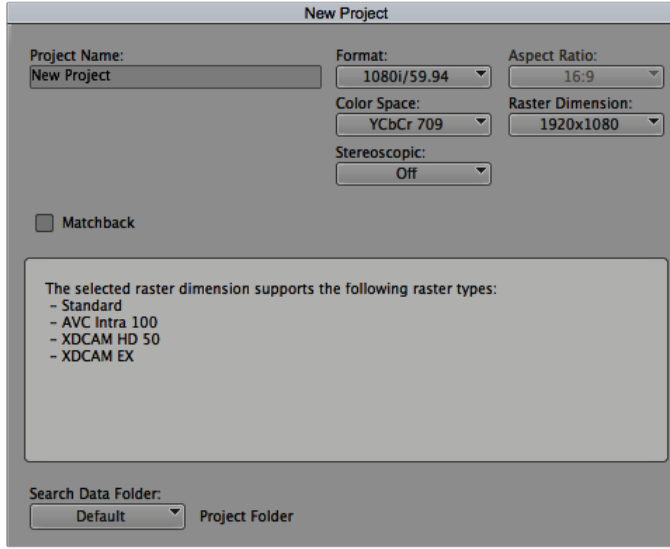 New Project
Project Name:
New Project
Format:
1080i/59.94
Aspect Ratio:
16:9
Color Space:
YCbCr 709
Raster Dimension:
1920x1080
Stereoscopic:
Off
Matchback
The selected raster dimension supports the following raster types:
– Standard
– AVC Intra 100
– XDCAM HD 50
– XDCAM EX
Search Data Folder:
Default
Project Folder